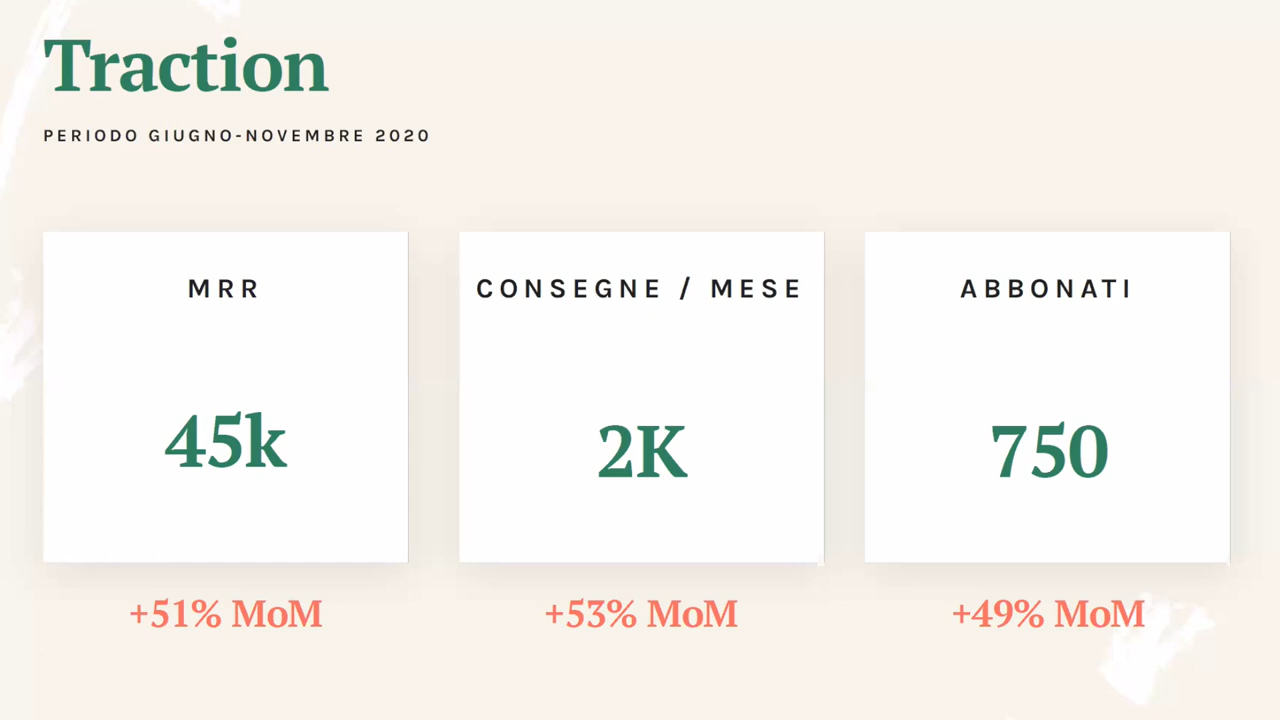 Traction
PERIODO GIUGNO-NOVEMBRE 2020
MRR
45k
+51% MoM
CONSEGNE / MESE
2K
+53% MoM
ABBONATI
750
+49% MoM